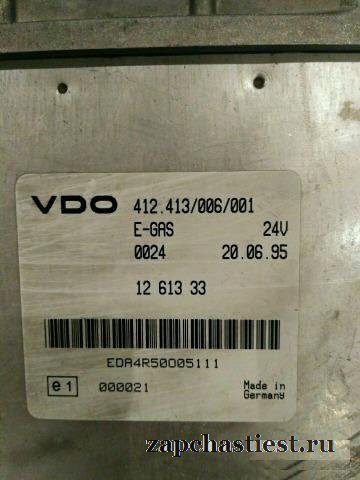 VDO 412.413/006/001
E-GAS 24V
0024 20.06.95
12 613 33
EDA4R50005111
e1 000021 Made in
Germany
zapchastiest.ru